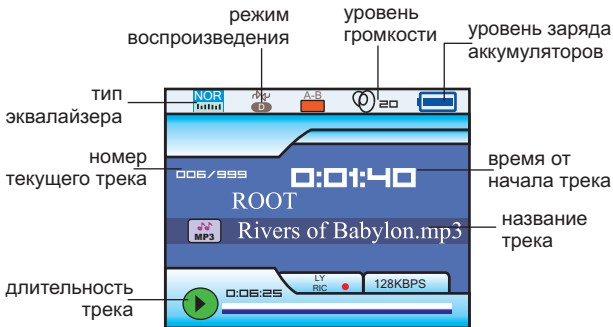 режим
воспроизведения
уровень
громкости
уровень заряда
аккумуляторов
тип
эквалайзера
NOR
D
A-B
20
номер
текущего трека
006/999
0:01:40
время от
начала трека
ROOT
MP3
Rivers of Babylon.mp3
название
трека
длительность
трека
0:06:25
LY
RIC
128KBPS